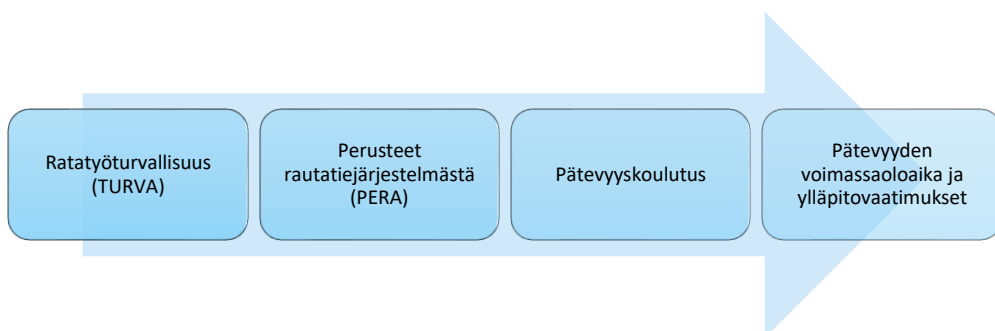 Ratatyöturvallisuus
(TURVA)
Perusteet
rautatiejärjestelmästä
(PERA)
Pätevyyskoulutus
Pätevyyden
voimassaoloaika ja
ylläpitovaatimukset